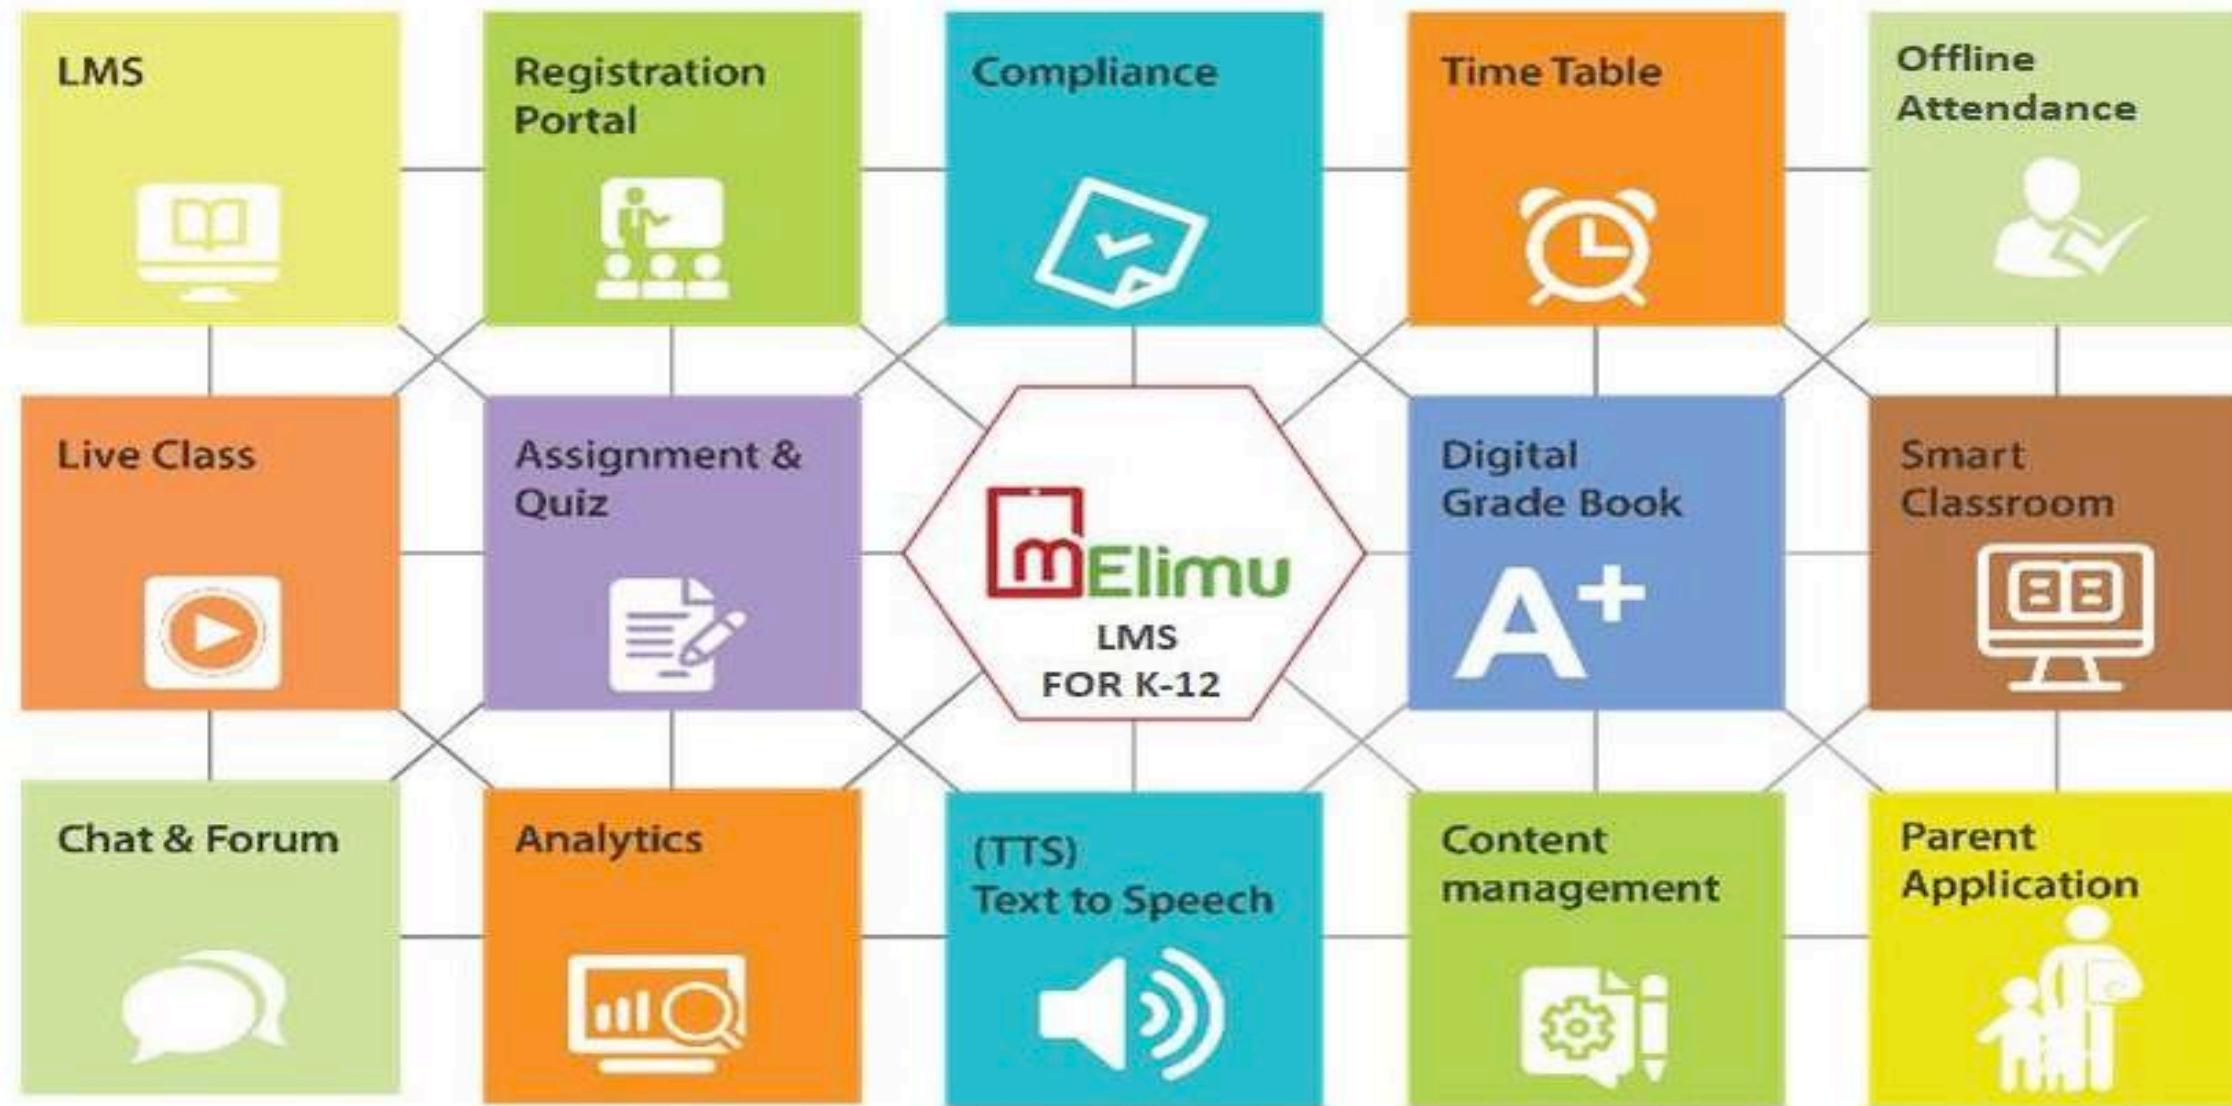 LMS
Registration
Portal
Compliance
Time Table
Offline
Attendance
Live Class
Assignment &
Quiz
mElimu
LMS
FOR K-12
Digital
Grade Book
A+
Smart
Classroom
Chat & Forum
Analytics
(TTS)
Text to Speech
Content
management
Parent
Application